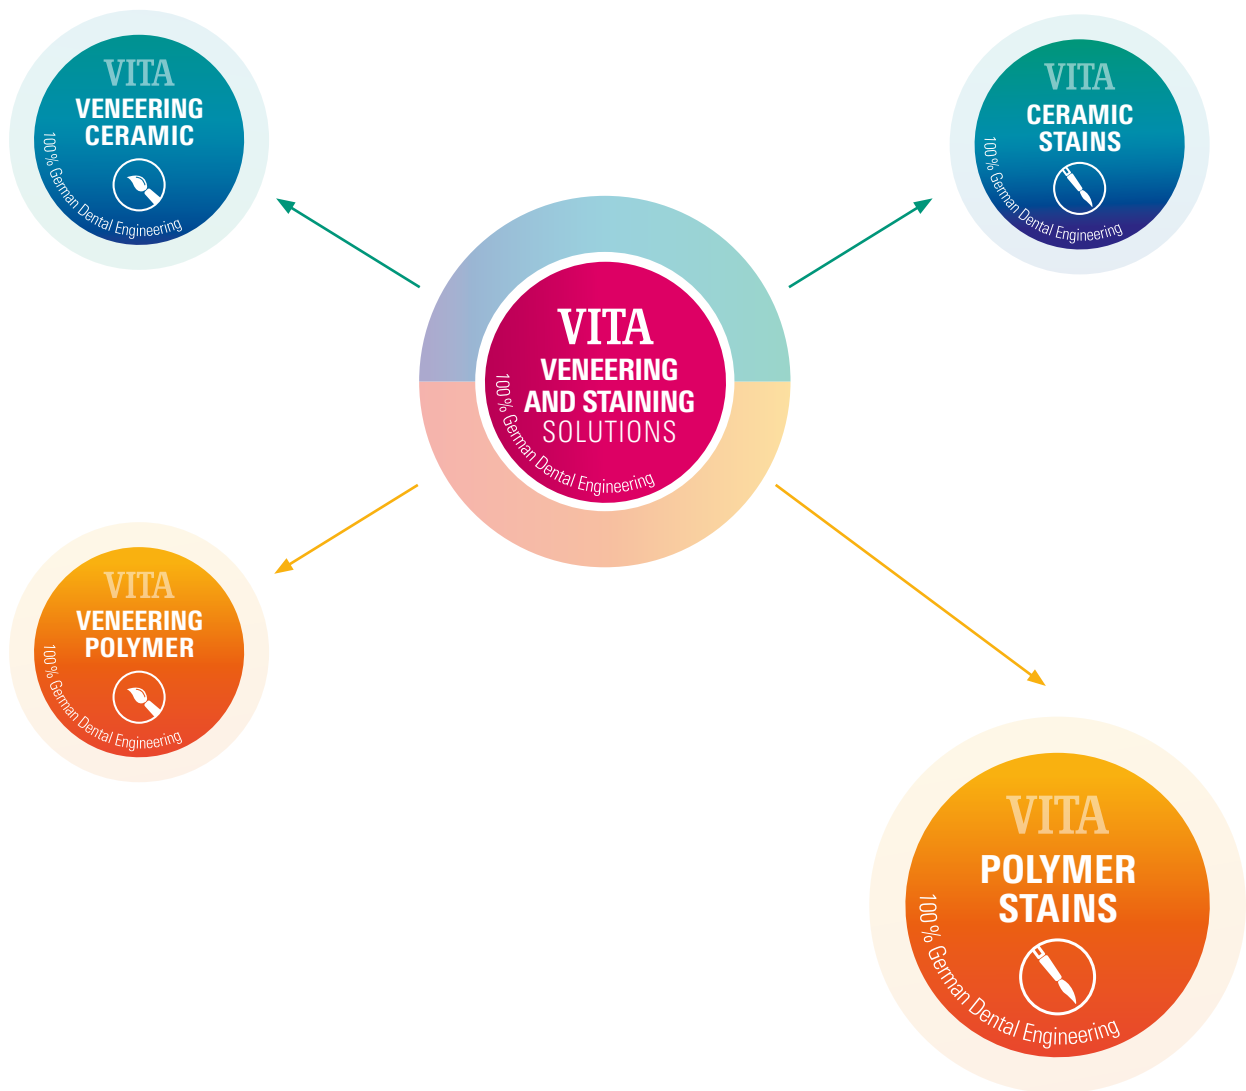 VITA
VENEERING
CERAMIC
100% German Dental Engineering
VITA
CERAMIC
STAINS
100% German Dental Engineering
VITA
VENEERING
AND STAINING
SOLUTIONS
100% German Dental Engineering
VITA
VENEERING
POLYMER
100% German Dental Engineering
VITA
POLYMER
STAINS
100% German Dental Engineering